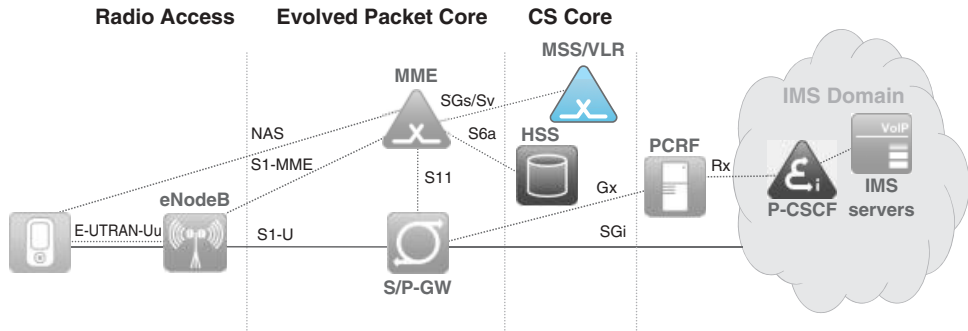 Radio Access
Evolved Packet Core
CS Core
MSS/VLR
MME
SGs/Sv
IMS Domain
VoIP
NAS
S6a
HSS
PCRF
S1-MME
Rx
IMS
servers
S11
Gx
i
P-CSCF
eNodeB
E-UTRAN-Uu
S1-U
SGi
S/P-GW